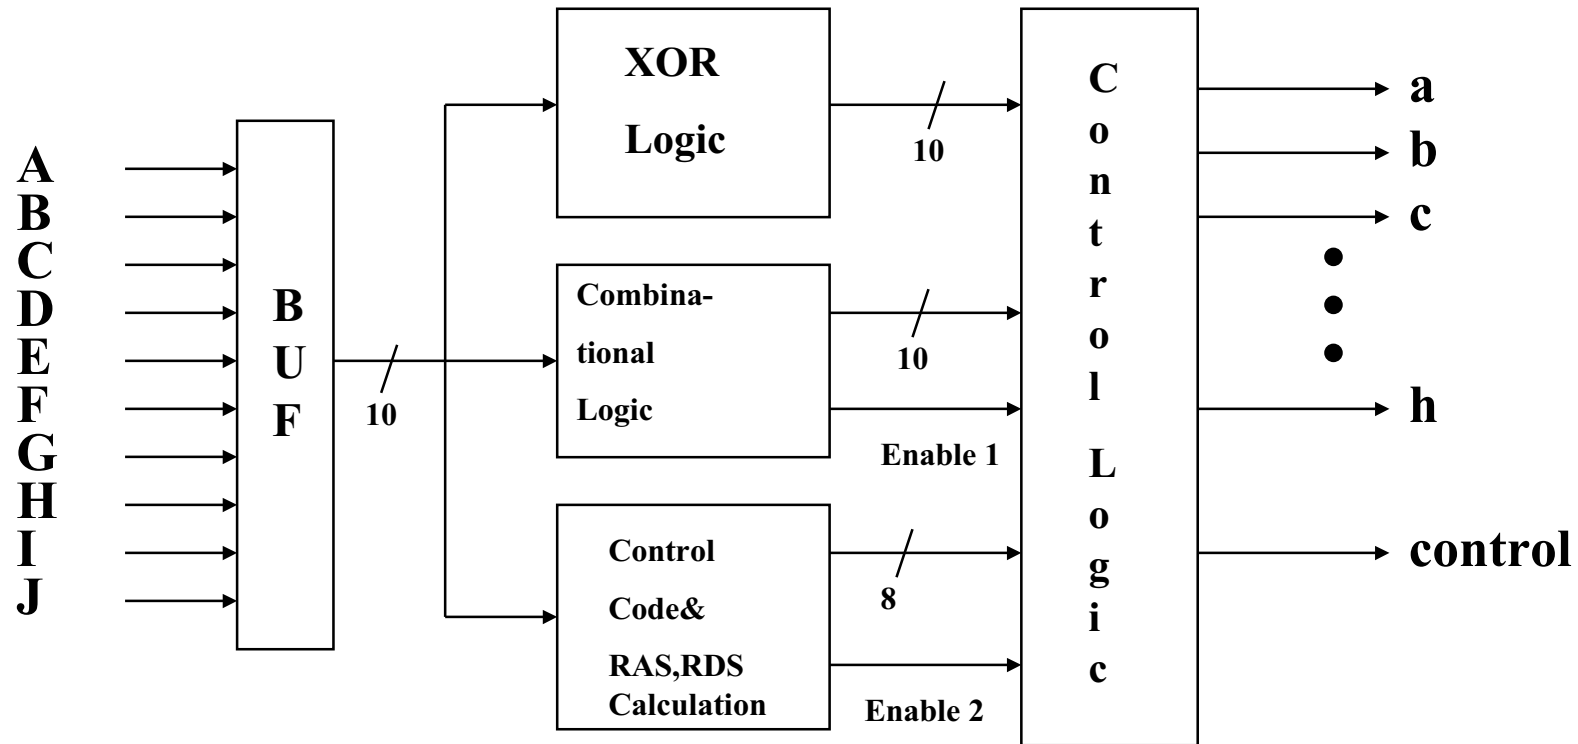 A
B
C
D
E
F
G
H
I
J
B
U
F
10
XOR
Logic
10
Combina-
tional
Logic
10
Enable 1
Control
Code&
RAS,RDS
Calculation
8
Enable 2
C
o
n
t
r
o
l
L
o
g
i
c
a
b
c
h
control